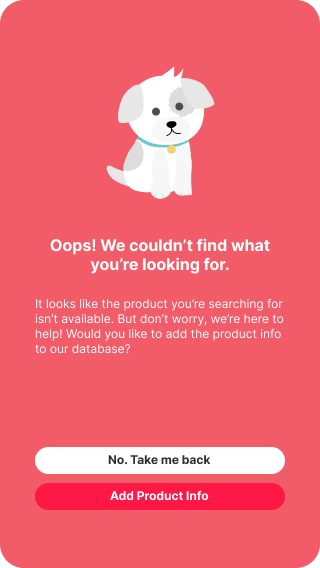 Oops! We couldn’t find what
you’re looking for.
It looks like the product you’re searching for
isn’t available. But don’t worry, we’re here to
help! Would you like to add the product info
to our database?
No. Take me back
Add Product Info